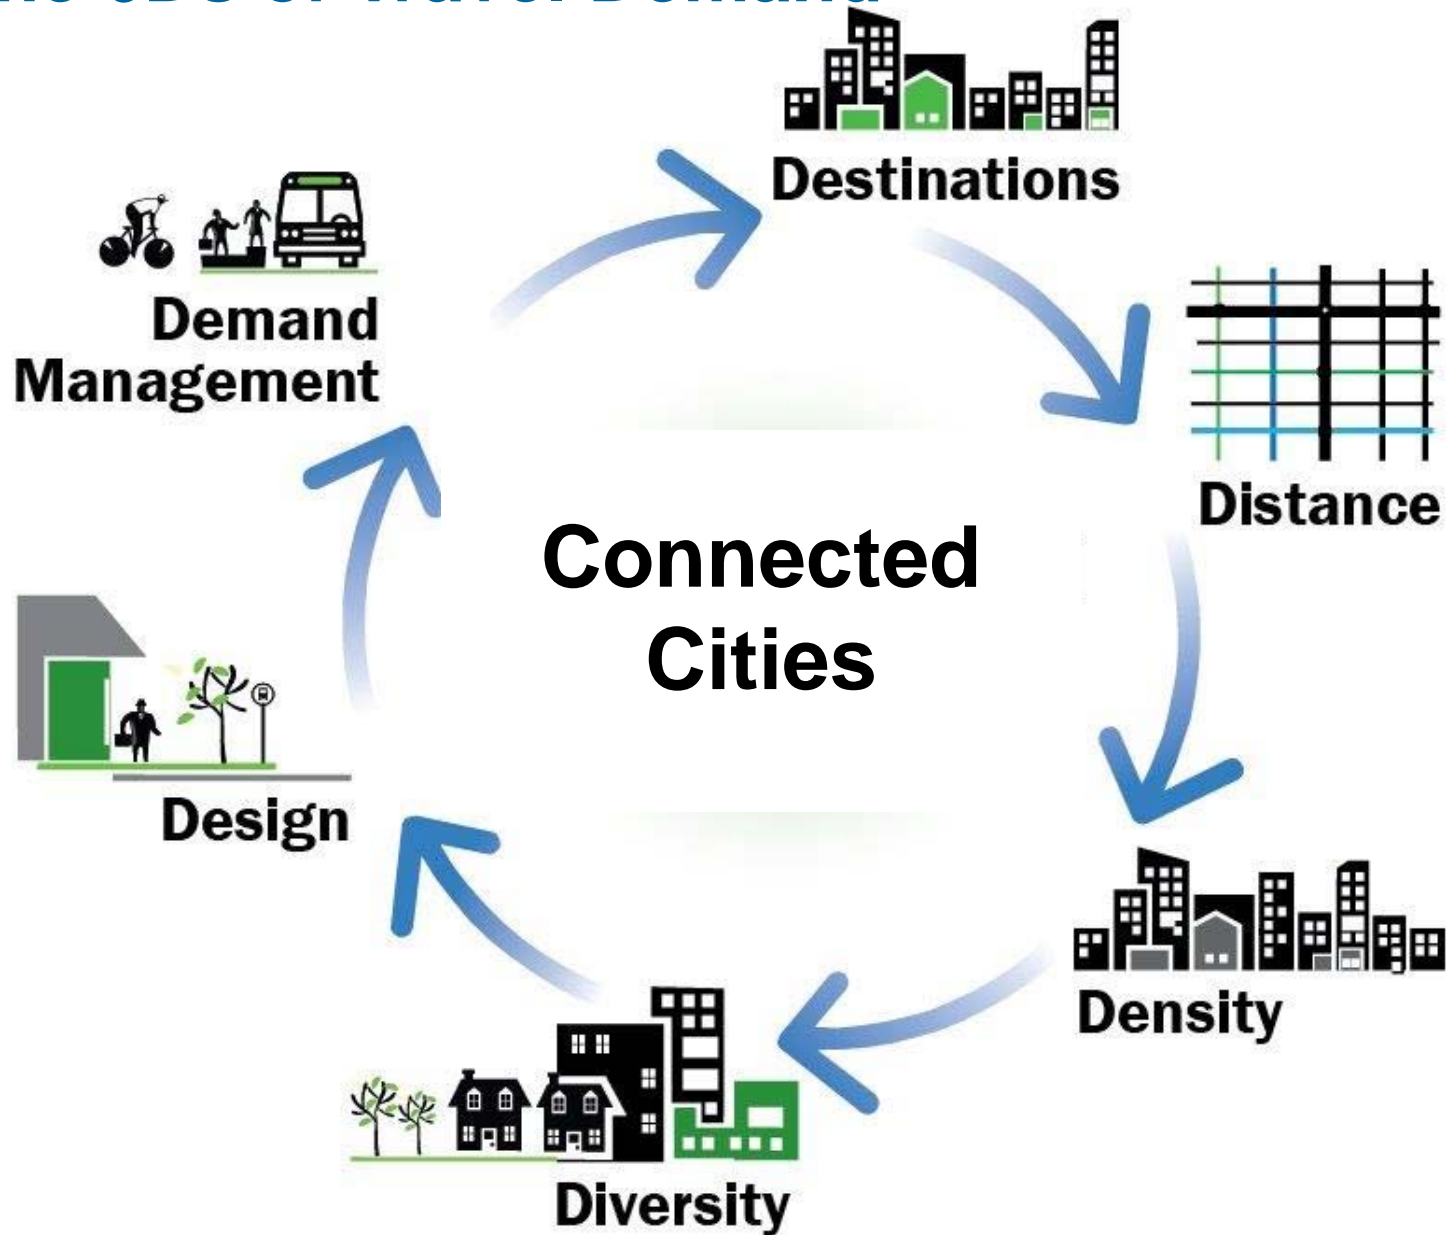 Destinations
Demand
Management
Distance
Connected
Cities
Design
Density
Diversity